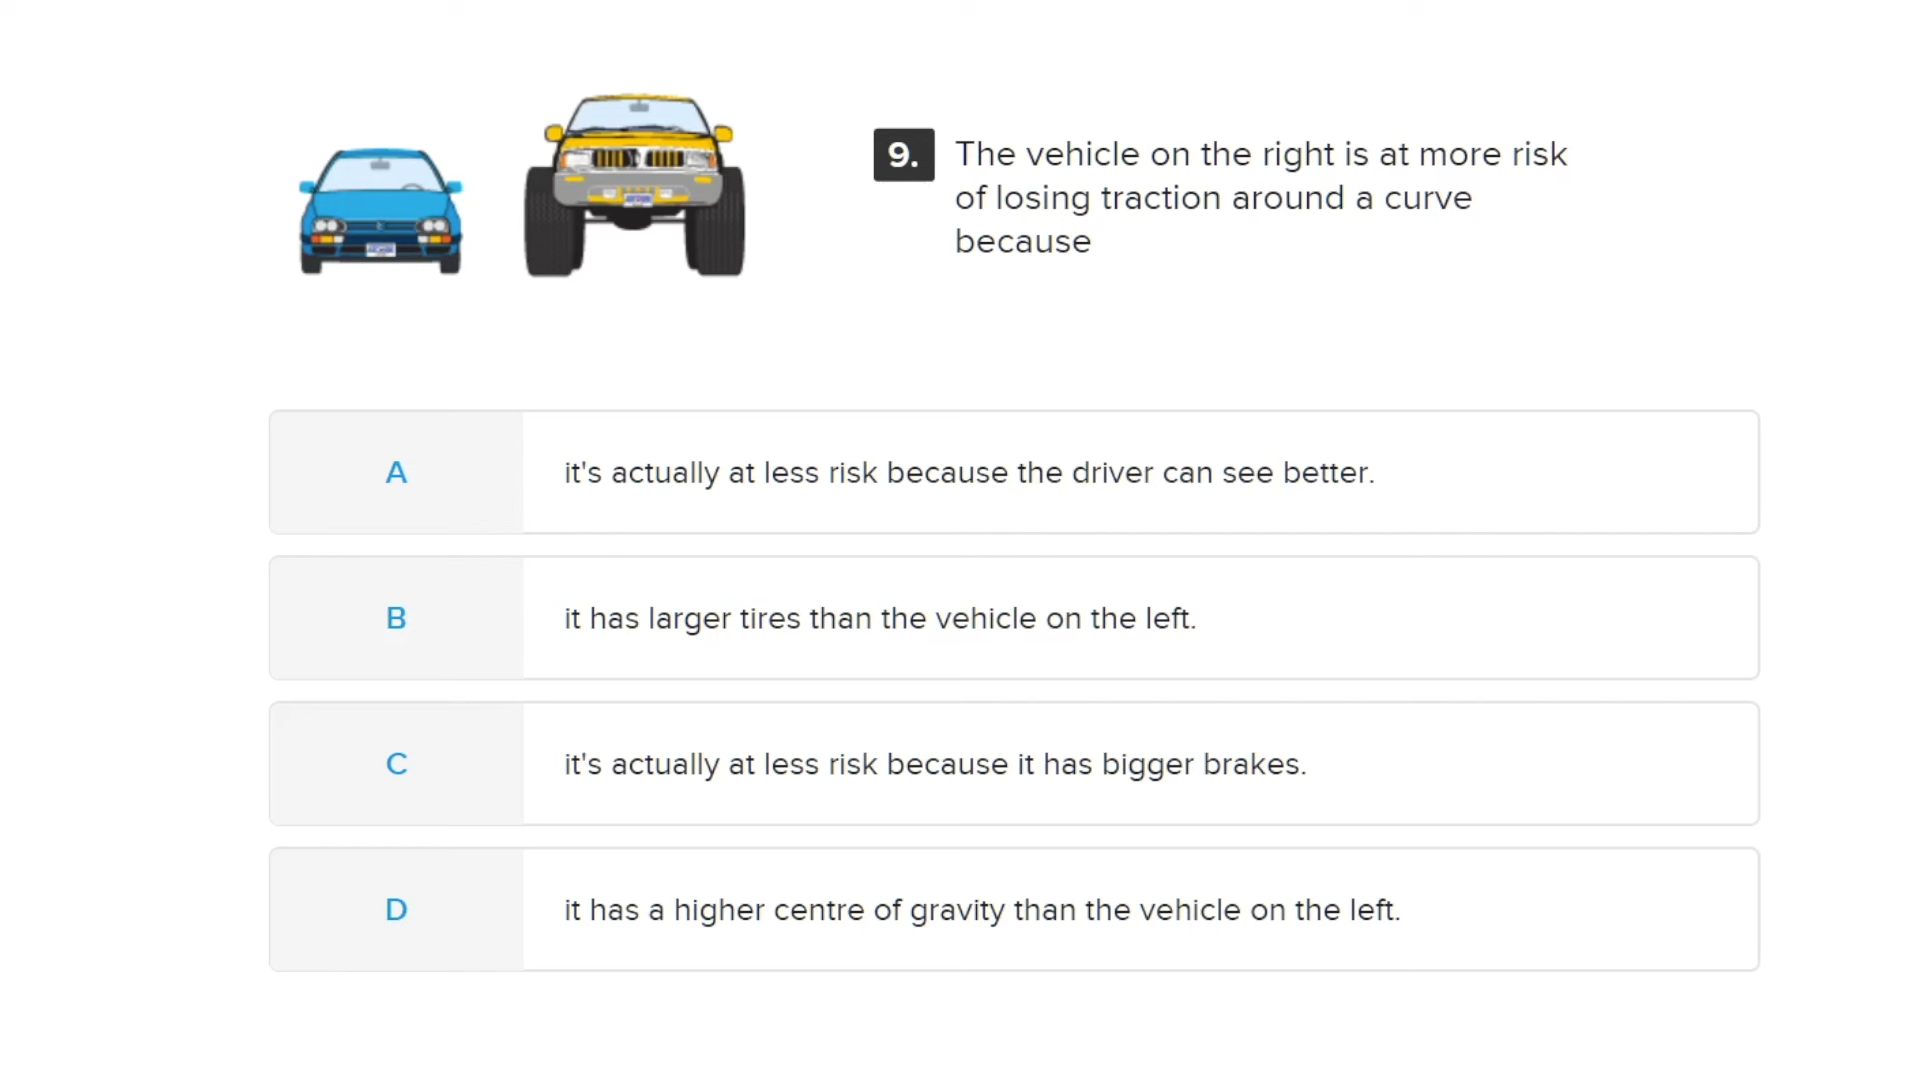 9.
The vehicle on the right is at more risk
of losing traction around a curve
because
A
it's actually at less risk because the driver can see better.
B
it has larger tires than the vehicle on the left.
C
it's actually at less risk because it has bigger brakes.
D
it has a higher centre of gravity than the vehicle on the left.